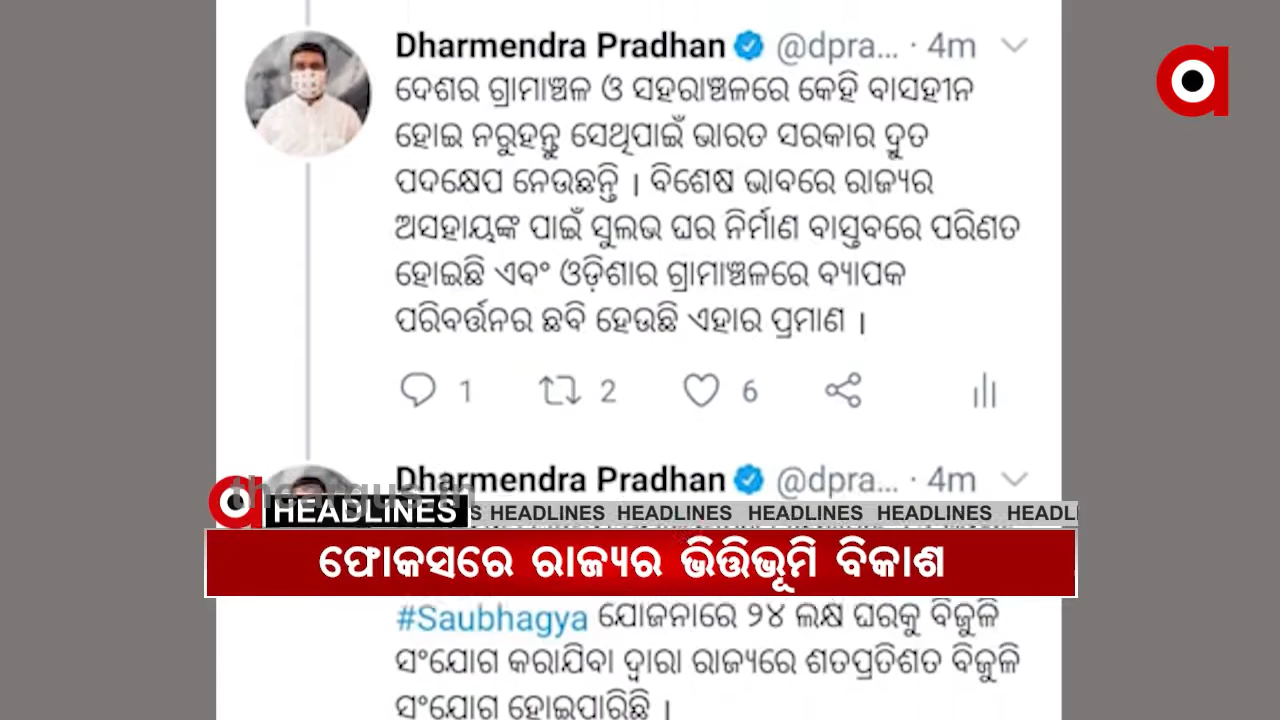 Dharmendra Pradhan @dpra... · 4m
ଦେଶର ଗ୍ରାମାଞ୍ଚଳ ଓ ସହରାଞ୍ଚଳରେ କେହି ବାସହୀନ
ହୋଇ ନରୁହନ୍ତୁ ସେଥିପାଇଁ ଭାରତ ସରକାର ଦ୍ରୁତ
ପଦକ୍ଷେପ ନେଉଛନ୍ତି । ବିଶେଷ ଭାବରେ ରାଜ୍ୟର
ଅସହାୟଙ୍କ ପାଇଁ ସୁଲଭ ଘର ନିର୍ମାଣ ବାସ୍ତବରେ ପରିଣତ
ହୋଇଛି ଏବଂ ଓଡ଼ିଶାର ଗ୍ରାମାଞ୍ଚଳରେ ବ୍ୟାପକ
ପରିବର୍ତ୍ତନର ଛବି ହେଉଛି ଏହାର ପ୍ରମାଣ ।
1 2 6
Dharmendra Pradhan @dpra... · 4m
theargus.in
HEADLINES S HEADLINES HEADLINES HEADLINES HEADLINES HEADL
ଫୋକସରେ ରାଜ୍ୟର ଭିତ୍ତିଭୂମି ବିକାଶ
#Saubhagya ଯୋଜନାରେ ୨୪ ଲକ୍ଷ ଘରକୁ ବିଜୁଳି
ସଂଯୋଗ କରାଯିବା ଦ୍ୱାରା ରାଜ୍ୟରେ ଶତପ୍ରତିଶତ ବିଜୁଳି
ସଂଯୋଗ ହୋଇପାରିଛି ।